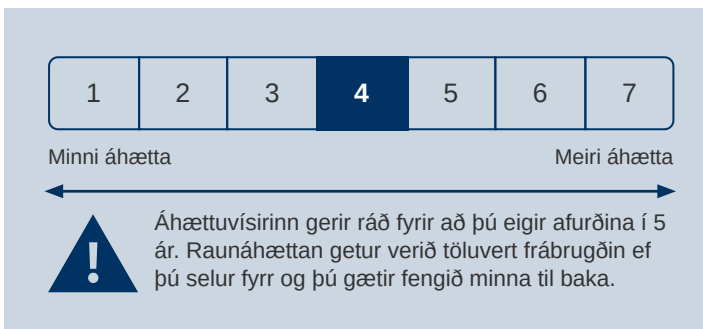 1 2 3 4 5 6 7
Minni áhætta Meiri áhætta
Áhættuvísirinn gerir ráð fyrir að þú eigir afurðina í 5
ár. Raunáhættan getur verið töluvert frábrugðin ef
þú selur fyrr og þú gætir fengið minna til baka.